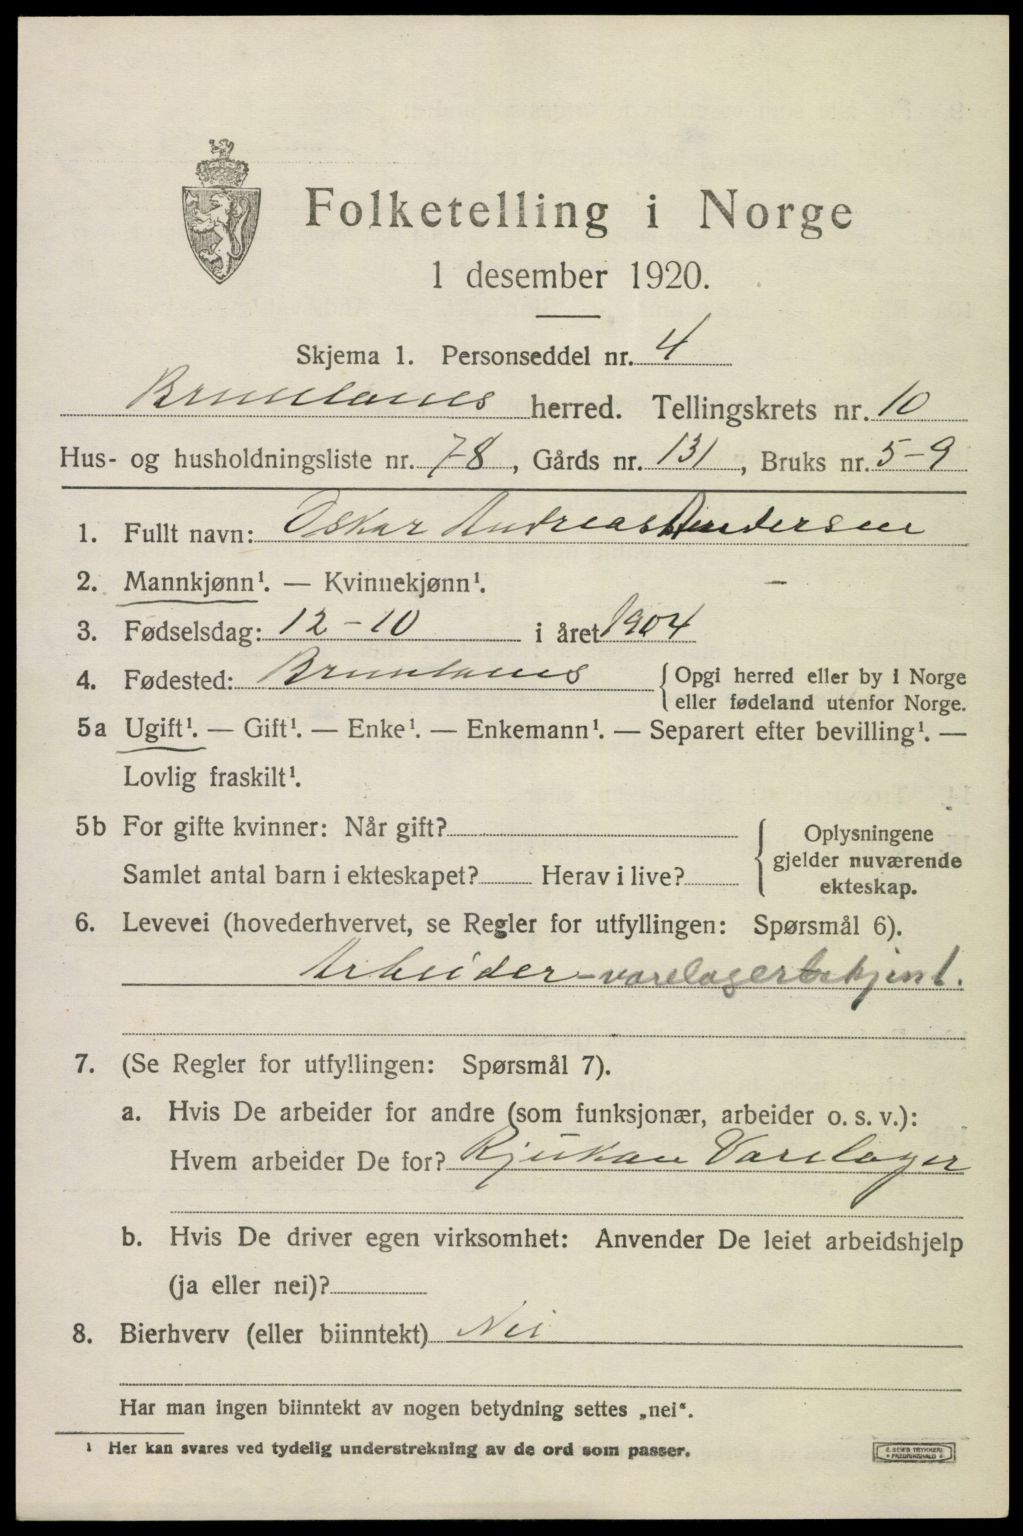 Folketelling i Norge
1 desember 1920.
Skjema 1. Personseddel nr. 4
Brunlanes herred. Tellingskrets nr. 10
Hus- og husholdningsliste nr. 78, Gårds nr. 131, Bruks nr. 5-9
1. Fullt navn: Oskar Andreas Andersen
2. Mannkjønn¹. — Kvinnekjønn¹. –
3. Fødselsdag: 12-10 i året 1904
4. Fødested: Brunlanes { Opgi herred eller by i Norge
eller fødeland utenfor Norge.
5a Ugift¹. — Gift¹. — Enke¹. — Enkemann¹. — Separert efter bevilling¹. —
Lovlig fraskilt¹.
5b For gifte kvinner: Når gift?
Samlet antal barn i ekteskapet? Herav i live?
{ Oplysningene
gjelder nuværende
ekteskap.
6. Levevei (hovederhvervet, se Regler for utfyllingen: Spørsmål 6).
Arbeider - varelagerbetjent.
7. (Se Regler for utfyllingen: Spørsmål 7).
a. Hvis De arbeider for andre (som funksjonær, arbeider o. s. v.):
Hvem arbeider De for? Rjukan Varelager
b. Hvis De driver egen virksomhet: Anvender De leiet arbeidshjelp
(ja eller nei)?
8. Bierhverv (eller biinntekt) Nei
Har man ingen biinntekt av nogen betydning settes „nei“.
¹ Her kan svares ved tydelig understrekning av de ord som passer.
E. SEMB TRYKKERI
FREDRIKSHALD